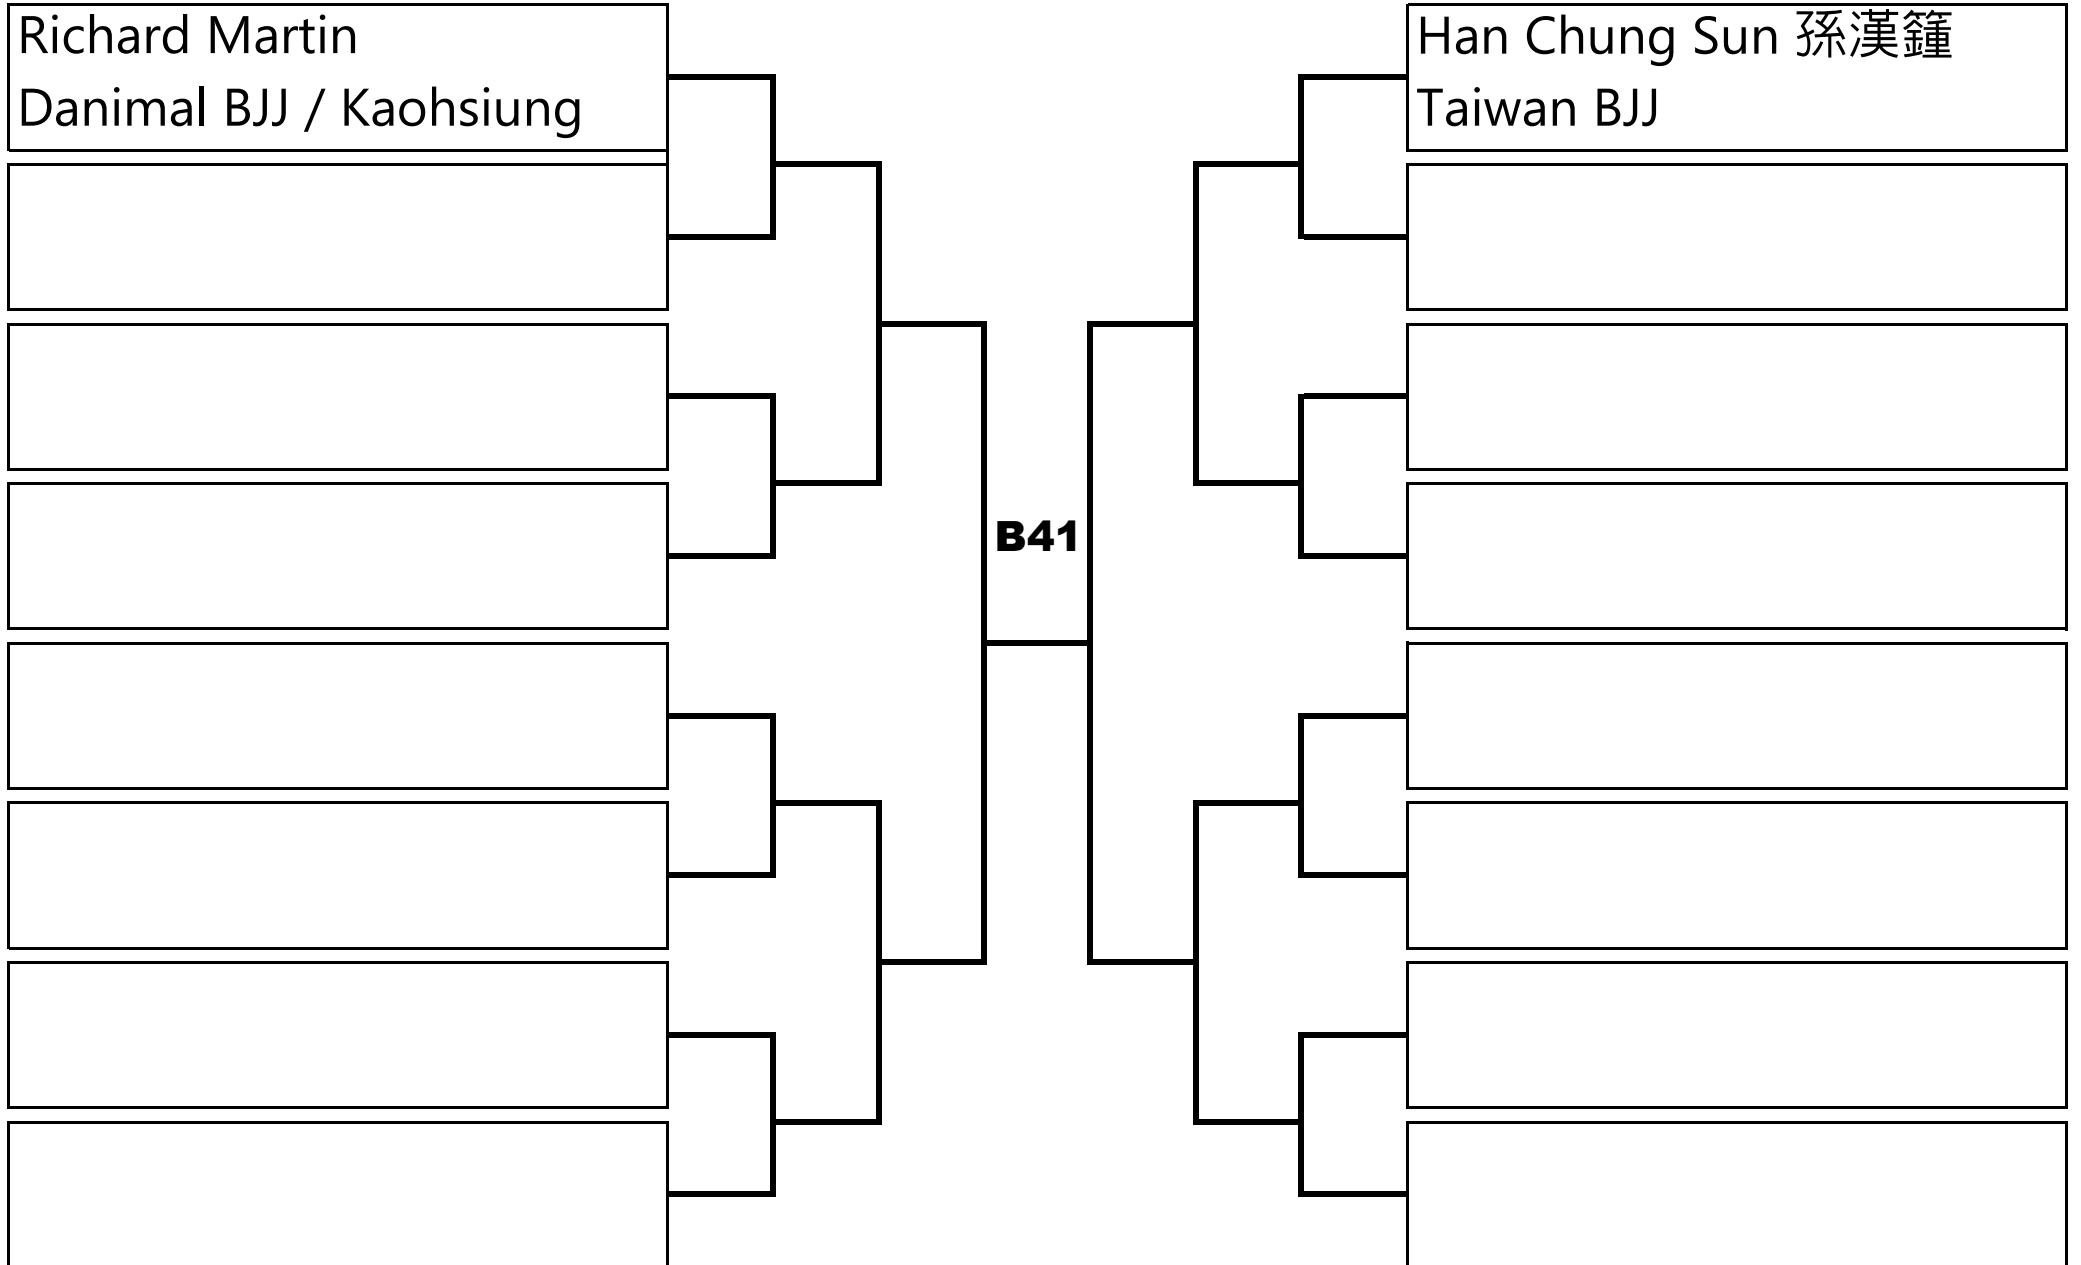 Richard Martin
Danimal BJJ / Kaohsiung
Han Chung Sun 孫漢鐘
Taiwan BJJ
B41